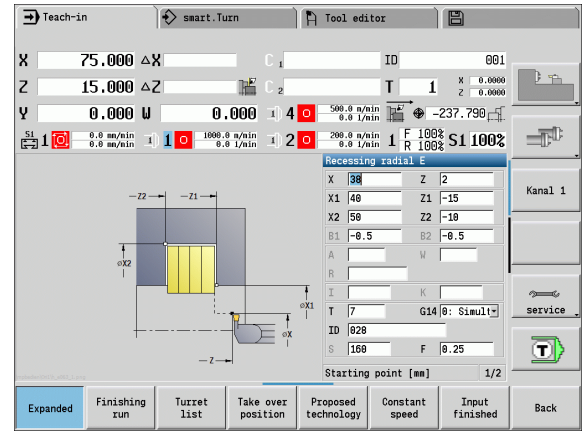 Teach-in smart.Turn Tool editor
X 75.000 ΔX C 1 ID 001
Z 15.000 ΔZ C 2 T 1 X 0.0000 Z 0.0000
Y 0.000 W 0.000 4 500.0 m/min 0.0 1/min -237.790
S1 1 0.0 mm/min 0.0 mm/min 1 1000.0 m/min 0.0 1/min 2 200.0 m/min 0.0 1/min 1 F 100% R 100% S1 100%
Recessing radial E
X 38 Z 2
X1 40 Z1 -15
X2 50 Z2 -10
B1 -0.5 B2 -0.5
A W
R
I K
T 7 G14 0: Simult
ID 028
S 160 F 0.25
Starting point [mm] 1/2
Z2 Z1
øX2
øX1
øX
Z
Kanal 1
service
T
Expanded
Finishing run
Turret list
Take over position
Proposed technology
Constant speed
Input finished
Back